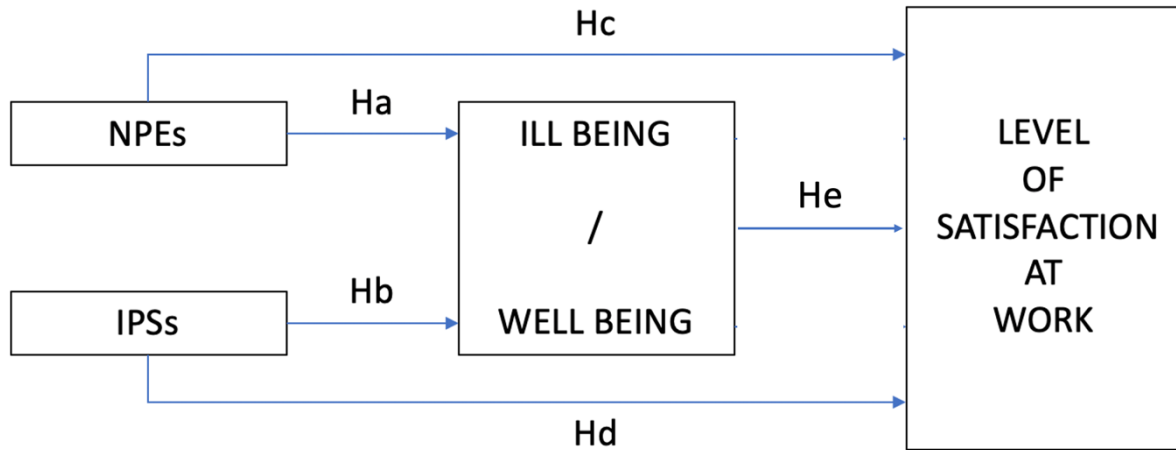 Hc
NPEs
Ha
ILL BEING
/
WELL BEING
He
LEVEL
OF
SATISFACTION
AT
WORK
IPSs
Hb
Hd